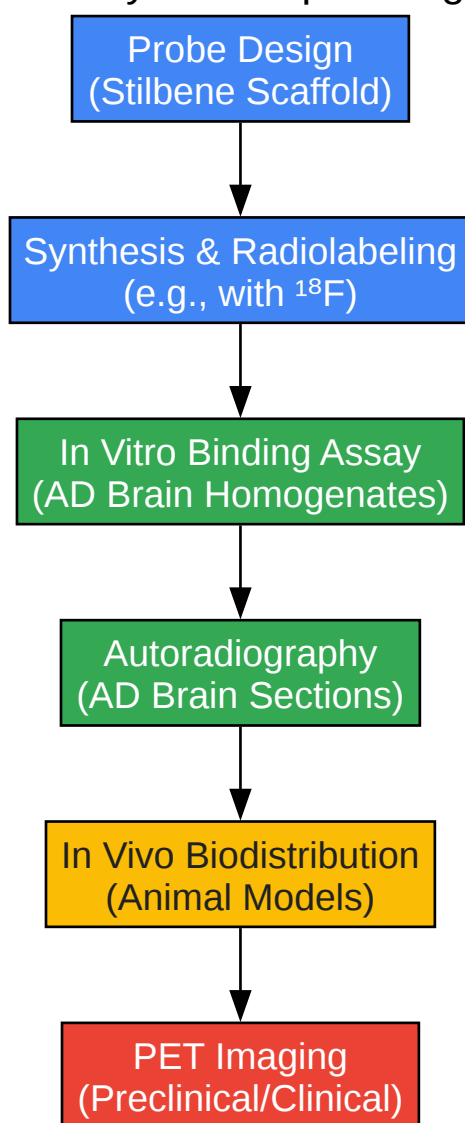 Probe Design
(Stilbene Scaffold)
Synthesis & Radiolabeling
(e.g., with ¹⁸F)
In Vitro Binding Assay
(AD Brain Homogenates)
Autoradiography
(AD Brain Sections)
In Vivo Biodistribution
(Animal Models)
PET Imaging
(Preclinical/Clinical)